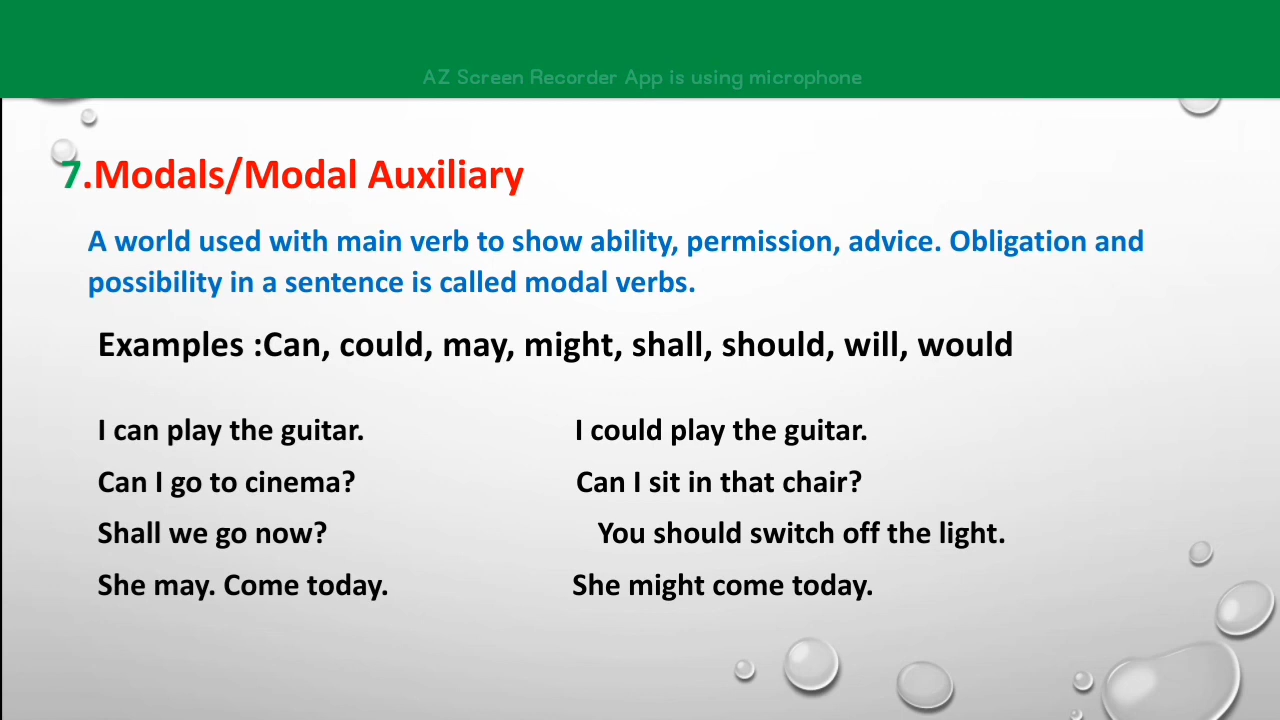 AZ Screen Recorder App is using microphone
7.Modals/Modal Auxiliary
A world used with main verb to show ability, permission, advice. Obligation and
possibility in a sentence is called modal verbs.
Examples :Can, could, may, might, shall, should, will, would
I can play the guitar. I could play the guitar.
Can I go to cinema? Can I sit in that chair?
Shall we go now? You should switch off the light.
She may. Come today. She might come today.